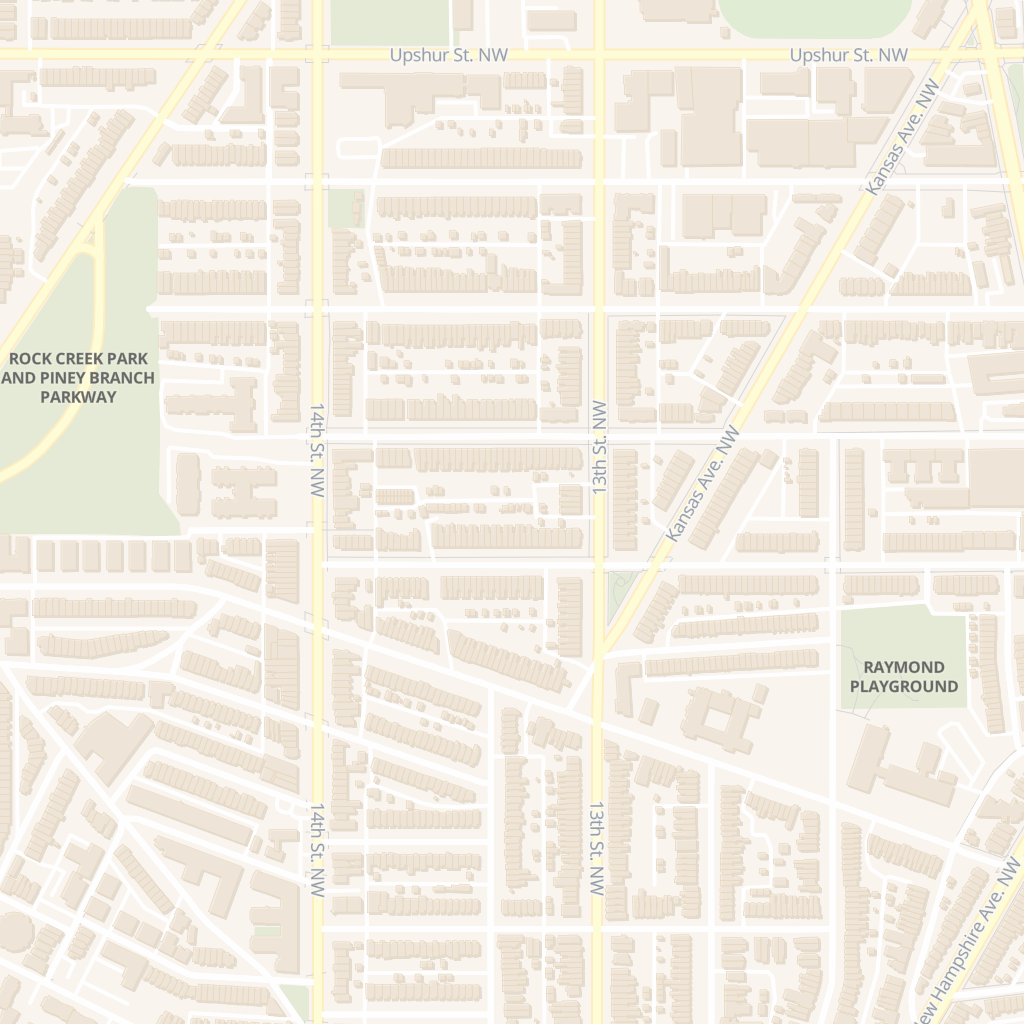 Upshur St. NW
Upshur St. NW
Kansas Ave. NW
ROCK CREEK PARK
AND PINEY BRANCH
PARKWAY
14th St. NW
13th St. NW
Kansas Ave. NW
RAYMOND
PLAYGROUND
14th St. NW
13th St. NW
New Hampshire Ave. NW